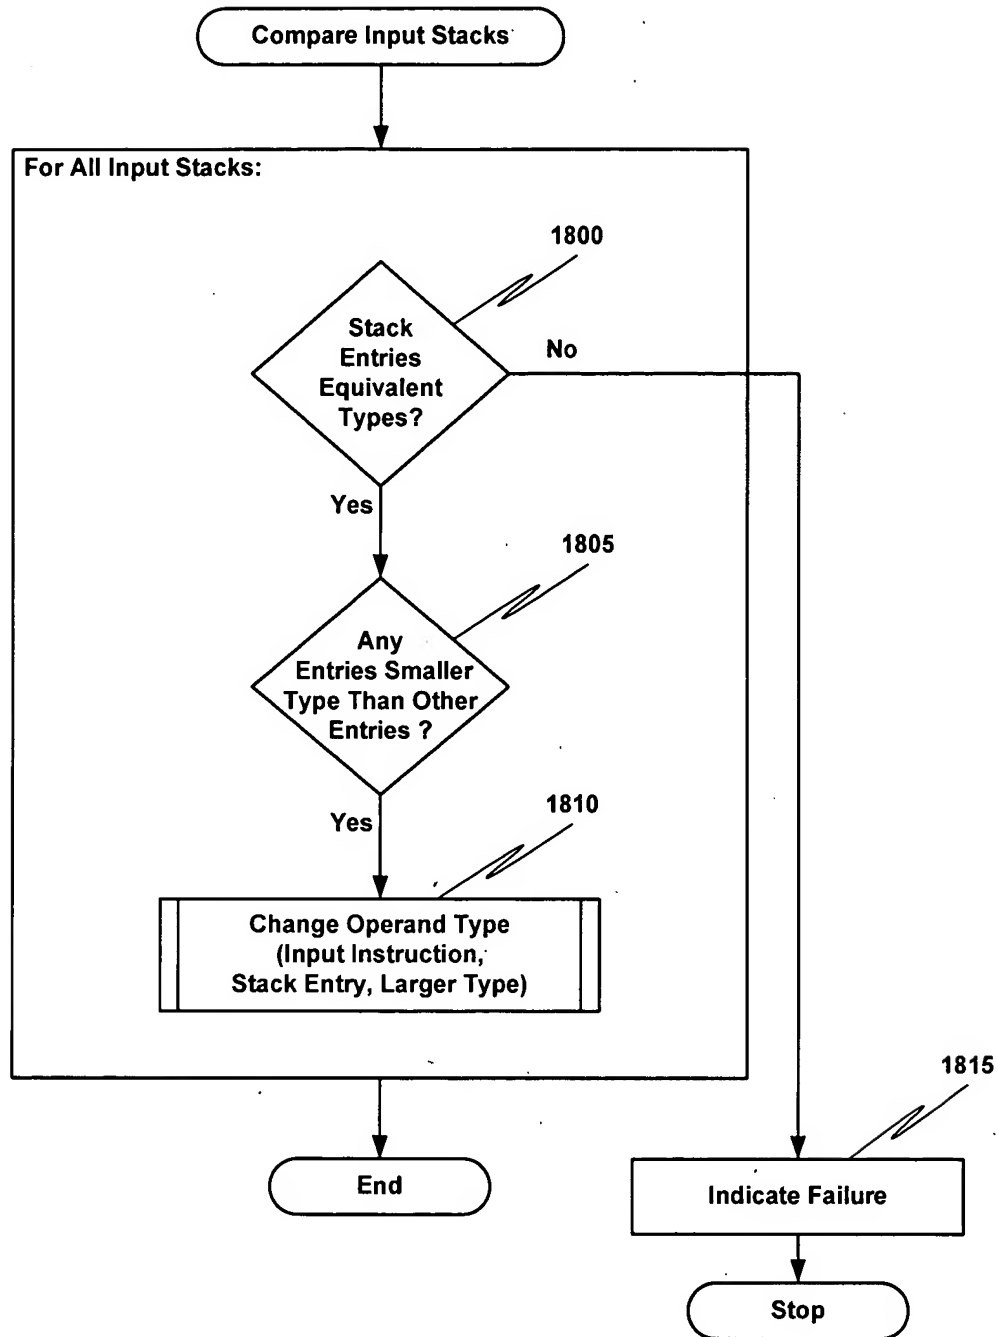 Compare Input Stacks
For All Input Stacks:
1800
Stack
Entries
Equivalent
Types?
No
Yes
1805
Any
Entries Smaller
Type Than Other
Entries ?
Yes
1810
Change Operand Type
(Input Instruction,
Stack Entry, Larger Type)
1815
End
Indicate Failure
Stop